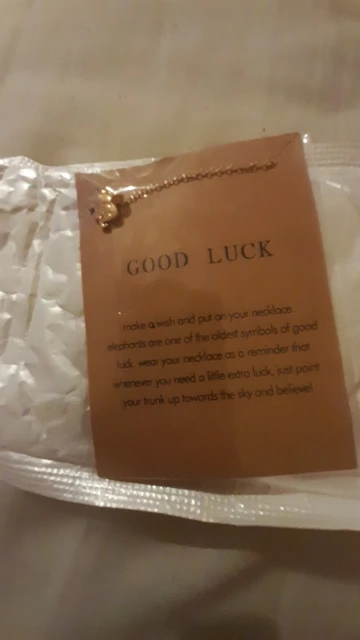 GOOD LUCK
make a wish and put on your necklace
elephants are one of the oldest symbols of good
luck. wear your necklace as a reminder that
whenever you need a little extra luck, just point
your trunk up towards the sky and believe!